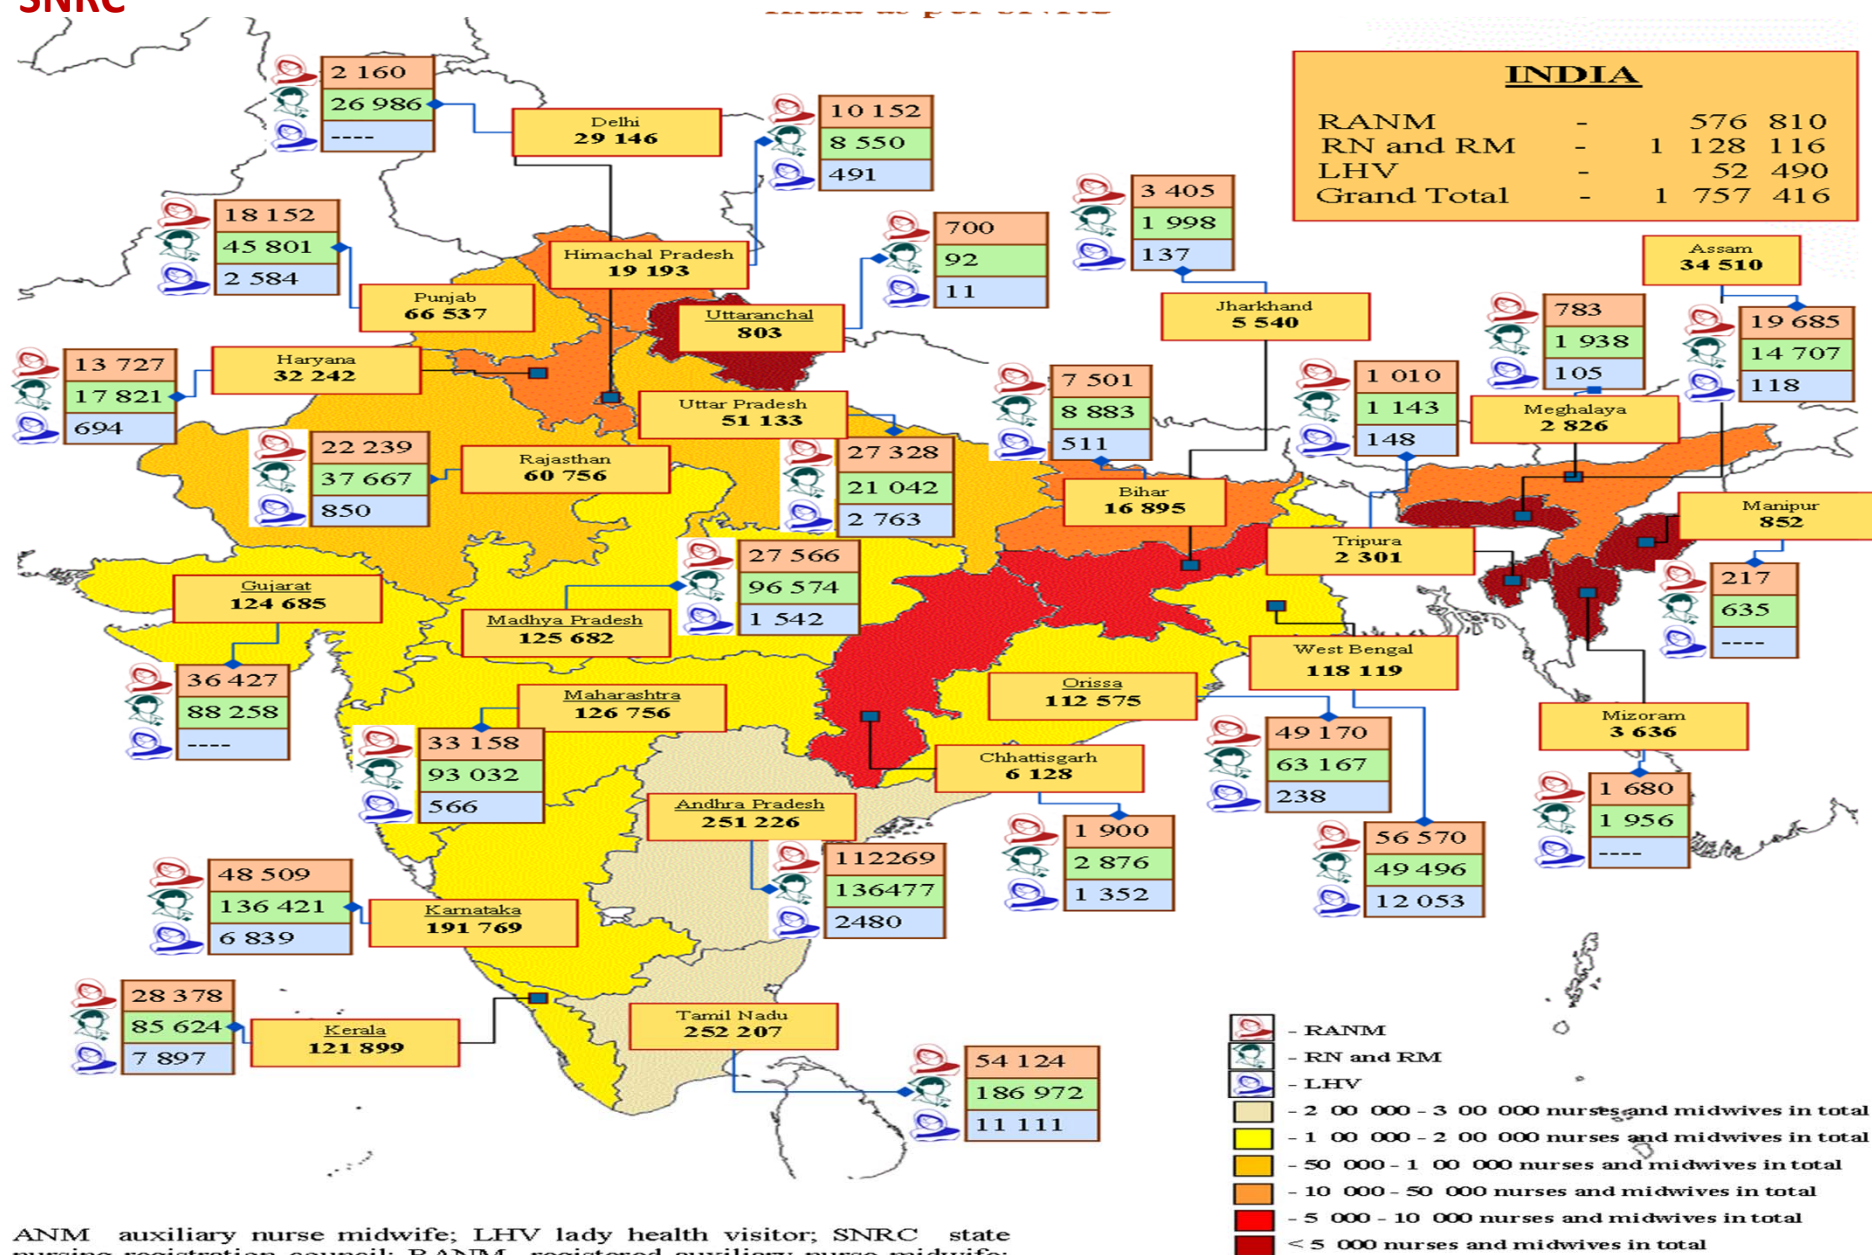 SNRC
India as per SNRC
INDIA
RANM - 576 810
RN and RM - 1 128 116
LHV - 52 490
Grand Total - 1 757 416
2 160
26 986
----
Delhi
29 146
10 152
8 550
491
Himachal Pradesh
19 193
18 152
45 801
2 584
Punjab
66 537
700
92
11
Uttaranchal
803
3 405
1 998
137
Jharkhand
5 540
Assam
34 510
19 685
14 707
118
783
1 938
105
Meghalaya
2 826
13 727
17 821
694
Haryana
32 242
Uttar Pradesh
51 133
27 328
21 042
2 763
7 501
8 883
511
Bihar
16 895
1 010
1 143
148
Tripura
2 301
22 239
37 667
850
Rajasthan
60 756
Manipur
852
217
635
----
27 566
96 574
1 542
Madhya Pradesh
125 682
Gujarat
124 685
36 427
88 258
----
West Bengal
118 119
56 570
49 496
12 053
Maharashtra
126 756
33 158
93 032
566
Orissa
112 575
49 170
63 167
238
Mizoram
3 636
1 680
1 956
----
Chhattisgarh
6 128
1 900
2 876
1 352
Andhra Pradesh
251 226
112269
136477
2480
48 509
136 421
6 839
Karnataka
191 769
28 378
85 624
7 897
Kerala
121 899
Tamil Nadu
252 207
54 124
186 972
11 111
- RANM
- RN and RM
- LHV
- 2 00 000 - 3 00 000 nurses and midwives in total
- 1 00 000 - 2 00 000 nurses and midwives in total
- 50 000 - 1 00 000 nurses and midwives in total
- 10 000 - 50 000 nurses and midwives in total
- 5 000 - 10 000 nurses and midwives in total
< 5 000 nurses and midwives in total
ANM auxiliary nurse midwife; LHV lady health visitor; SNRC state
nursing registration council; RANM registered auxiliary nurse midwife;